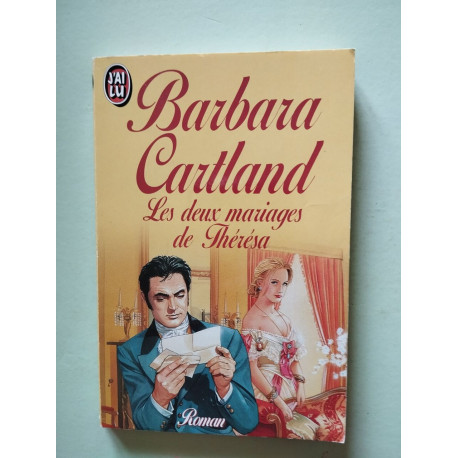 J'AI
LU
Barbara
Cartland
Les deux mariages
de Thérésa
Roman